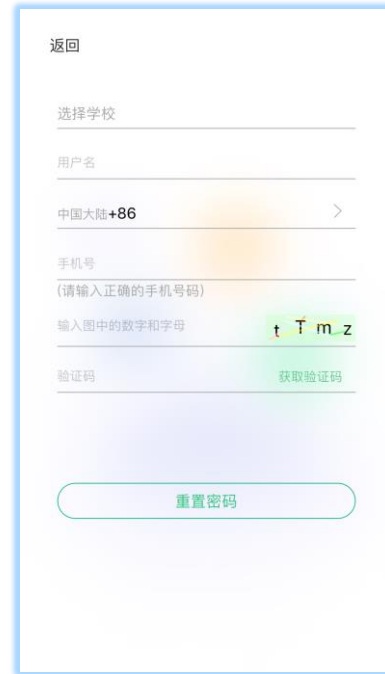 返回
选择学校
用户名
中国大陆+86
手机号
(请输入正确的手机号码)
输入图中的数字和字母 t T m z
验证码 获取验证码
重置密码